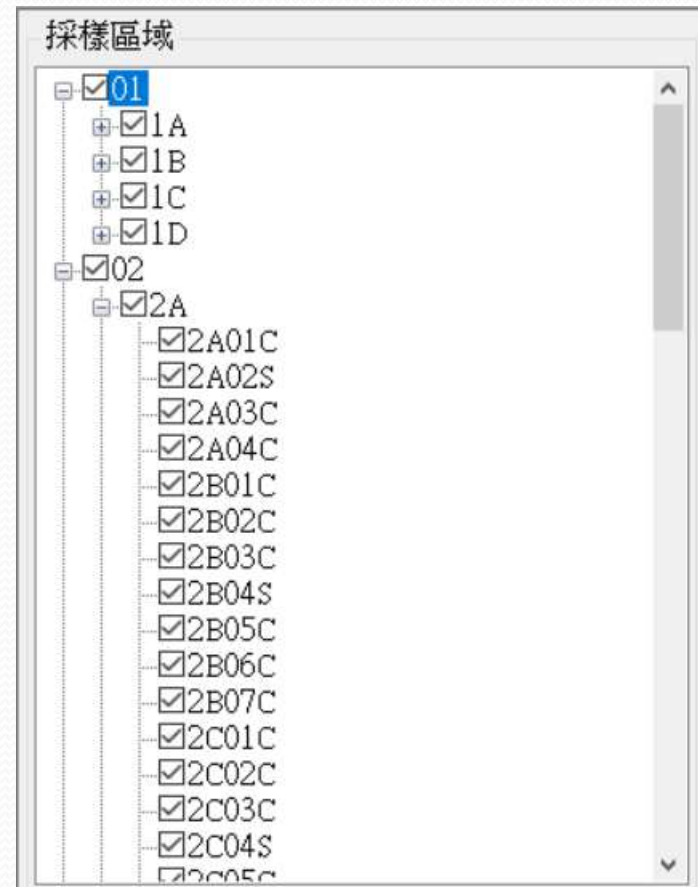 採樣區域
01
1A
1B
1C
1D
02
2A
2A01C
2A02S
2A03C
2A04C
2B01C
2B02C
2B03C
2B04S
2B05C
2B06C
2B07C
2C01C
2C02C
2C03C
2C04S
2C05C